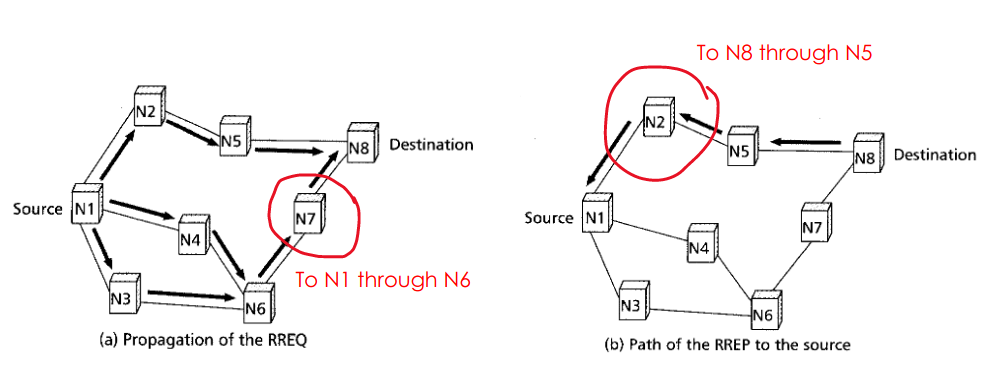 To N8 through N5
N2
N5
N8
Destination
Source
N1
N4
N7
To N1 through N6
N3
N6
(a) Propagation of the RREQ
N2
N5
N8
Destination
Source
N1
N4
N7
N3
N6
(b) Path of the RREP to the source